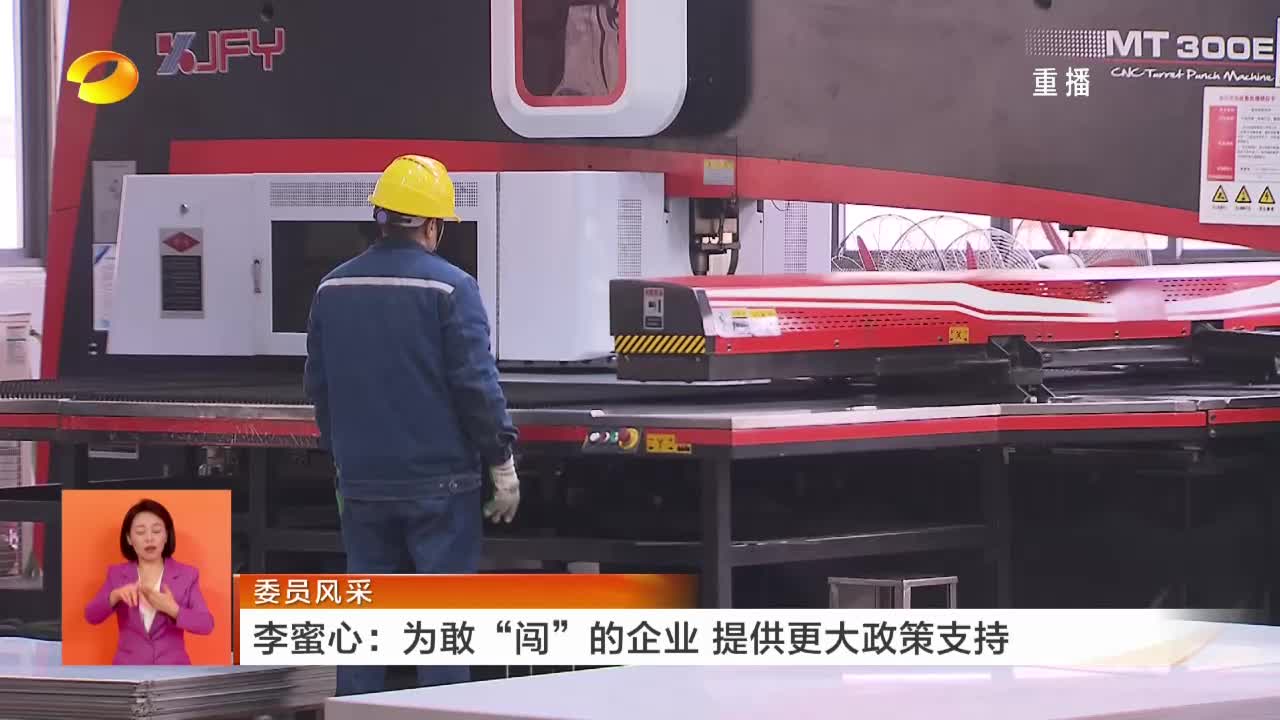 JFY
MT 300E
CNC-Turret Punch Machine
重播
委员风采
李蜜心：为敢“闯”的企业 提供更大政策支持